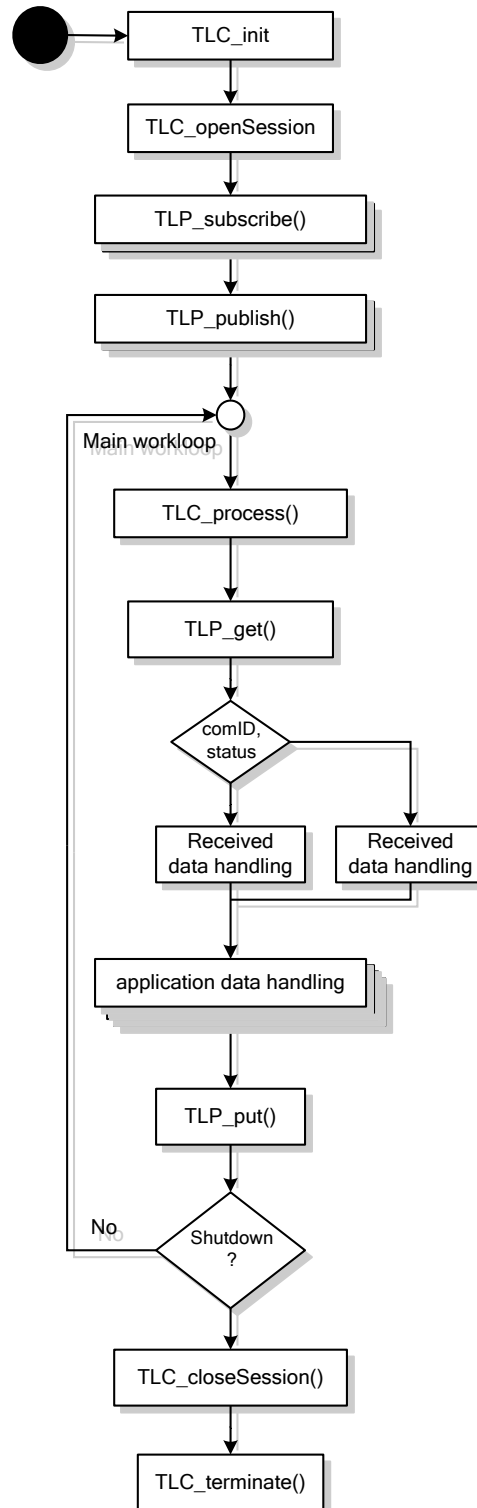 TLC_init
TLC_openSession
TLP_subscribe()
TLP_publish()
Main workloop
TLC_process()
TLP_get()
comID,
status
Received
data handling
Received
data handling
application data handling
TLP_put()
No
Shutdown
?
TLC_closeSession()
TLC_terminate()